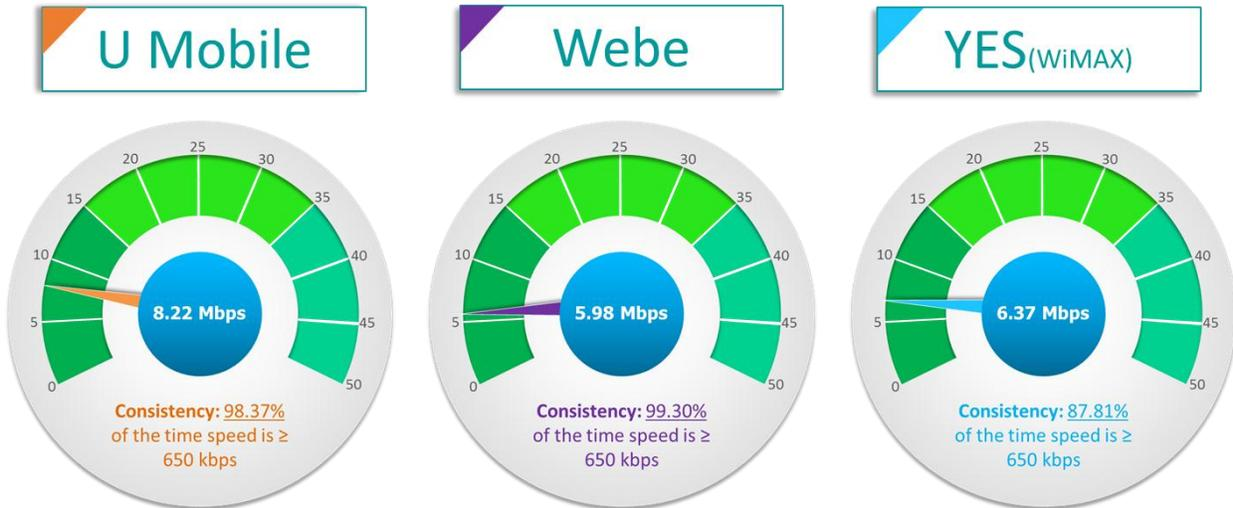 U Mobile
0
5
10
15
20
25
30
35
40
45
50
8.22 Mbps
Consistency: 98.37%
of the time speed is ≥
650 kbps
Webe
0
5
10
15
20
25
30
35
40
45
50
5.98 Mbps
Consistency: 99.30%
of the time speed is ≥
650 kbps
YES(WiMAX)
0
5
10
15
20
25
30
35
40
45
50
6.37 Mbps
Consistency: 87.81%
of the time speed is ≥
650 kbps